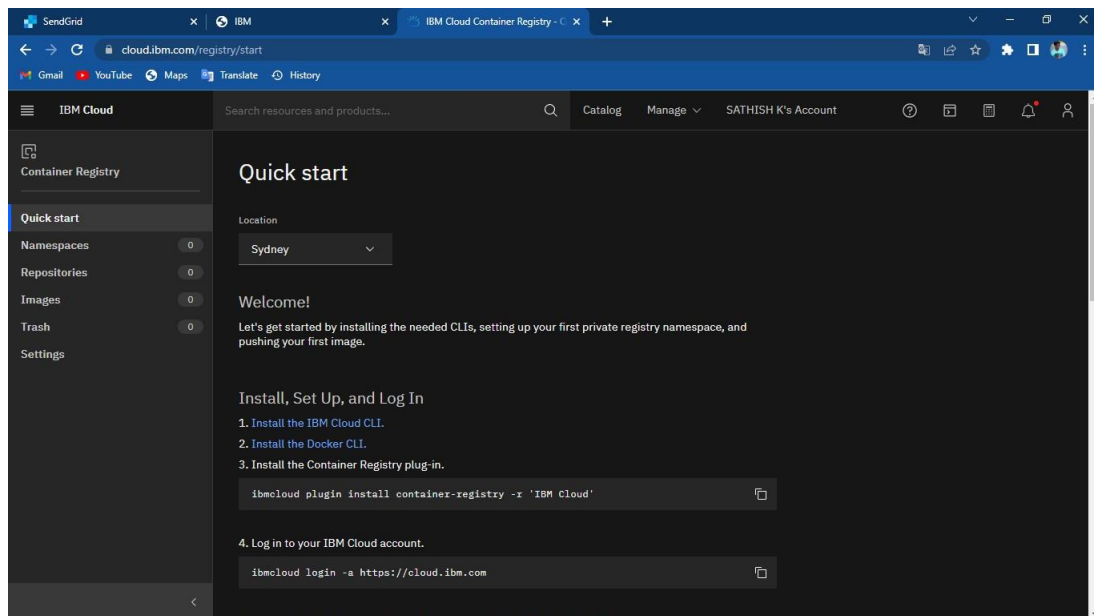 SendGrid
IBM
IBM Cloud Container Registry - C
cloud.ibm.com/registry/start
Gmail
YouTube
Maps
Translate
History
IBM Cloud
Search resources and products...
Catalog
Manage
SATHISH K's Account
Container Registry
Quick start
Namespaces 0
Repositories 0
Images 0
Trash 0
Settings
Quick start
Location
Sydney
Welcome!
Let's get started by installing the needed CLIs, setting up your first private registry namespace, and
pushing your first image.
Install, Set Up, and Log In
1. Install the IBM Cloud CLI.
2. Install the Docker CLI.
3. Install the Container Registry plug-in.
ibmcloud plugin install container-registry -r 'IBM Cloud'
4. Log in to your IBM Cloud account.
ibmcloud login -a https://cloud.ibm.com